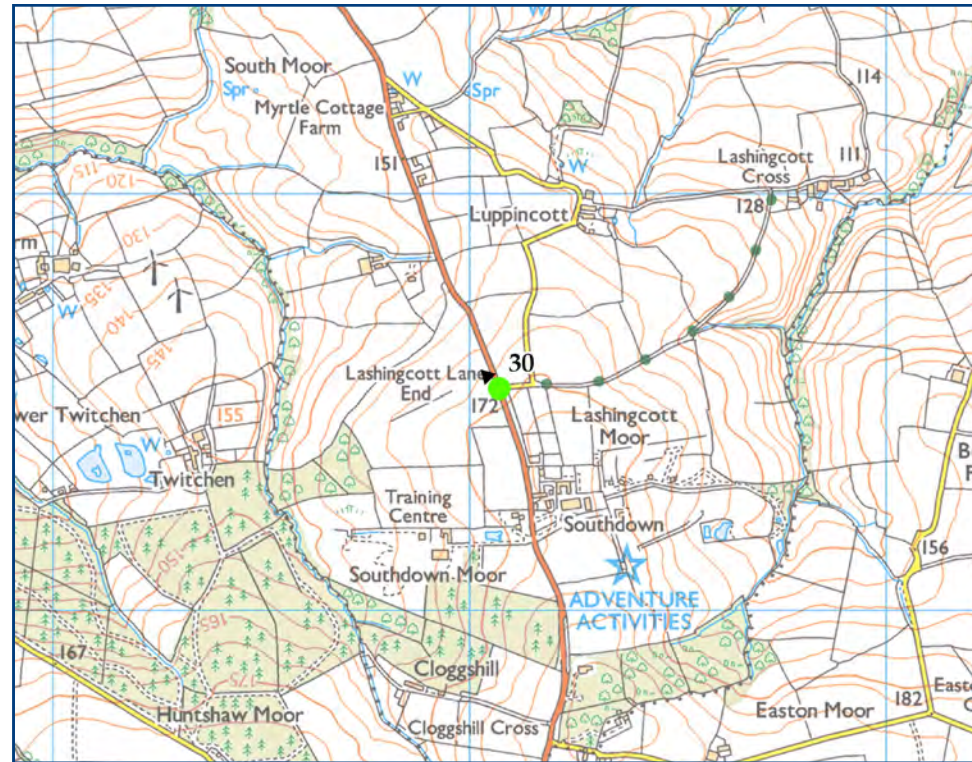 W
South Moor
Spr
W
Spr
Myrtle Cottage
Farm
114
151
W
Lashingcott
Cross
111
115
120
128
Luppincott
130
rm
W
135
140
145
30
Lashingcott Lane
End
172
wer Twitchen
155
Lashingcott
Moor
W
Twitchen
Training
Centre
Southdown
150
156
Southdown Moor
ADVENTURE
ACTIVITIES
165
167
175
Cloggshill
Huntshaw Moor
Cloggshill Cross
Easton Moor
182